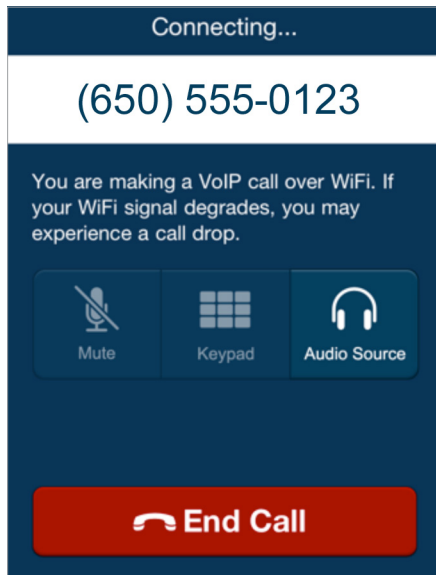 Connecting...
(650) 555-0123
You are making a VoIP call over WiFi. If
your WiFi signal degrades, you may
experience a call drop.
Mute Keypad Audio Source
End Call